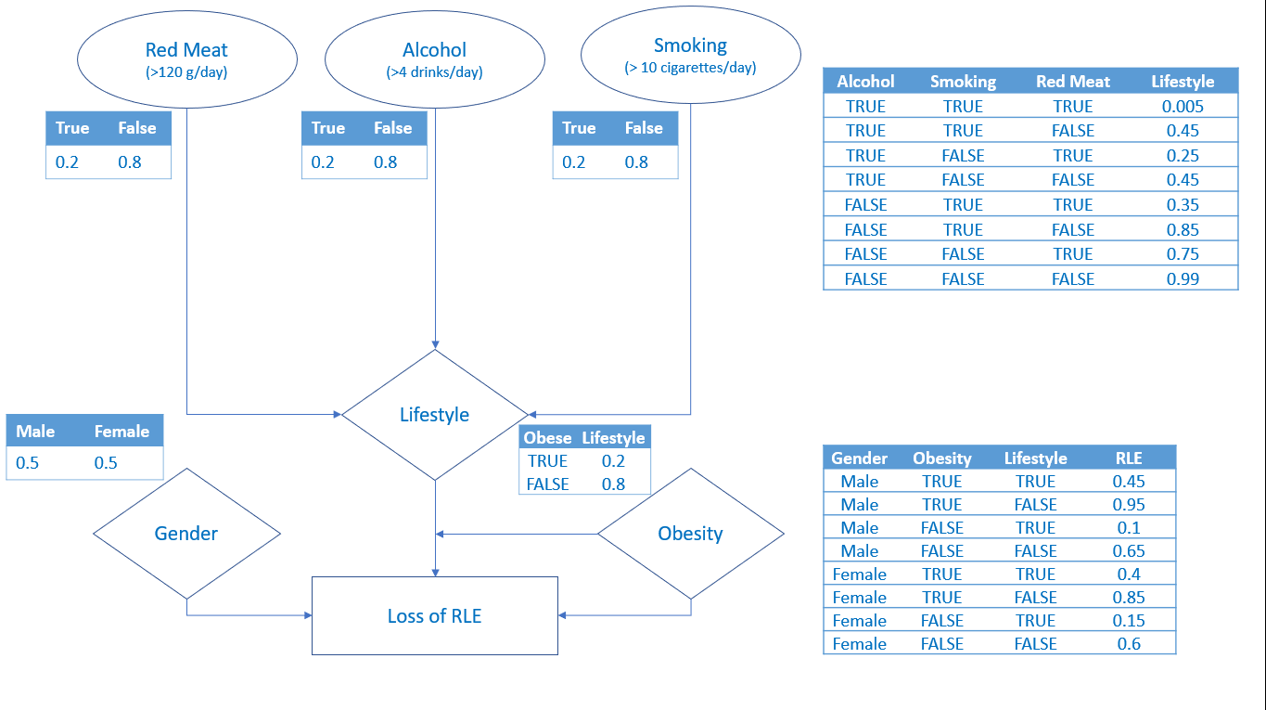 Red Meat
(>120 g/day)
Alcohol
(>4 drinks/day)
Smoking
(> 10 cigarettes/day)
True False
0.2 0.8
True False
0.2 0.8
True False
0.2 0.8
Alcohol Smoking Red Meat Lifestyle
TRUE TRUE TRUE 0.005
TRUE TRUE FALSE 0.45
TRUE FALSE TRUE 0.25
TRUE FALSE FALSE 0.45
FALSE TRUE TRUE 0.35
FALSE TRUE FALSE 0.85
FALSE FALSE TRUE 0.75
FALSE FALSE FALSE 0.99
Lifestyle
Male Female
0.5 0.5
Obese Lifestyle
TRUE 0.2
FALSE 0.8
Gender
Obesity
Loss of RLE
Gender Obesity Lifestyle RLE
Male TRUE TRUE 0.45
Male TRUE FALSE 0.95
Male FALSE TRUE 0.1
Male FALSE FALSE 0.65
Female TRUE TRUE 0.4
Female TRUE FALSE 0.85
Female FALSE TRUE 0.15
Female FALSE FALSE 0.6